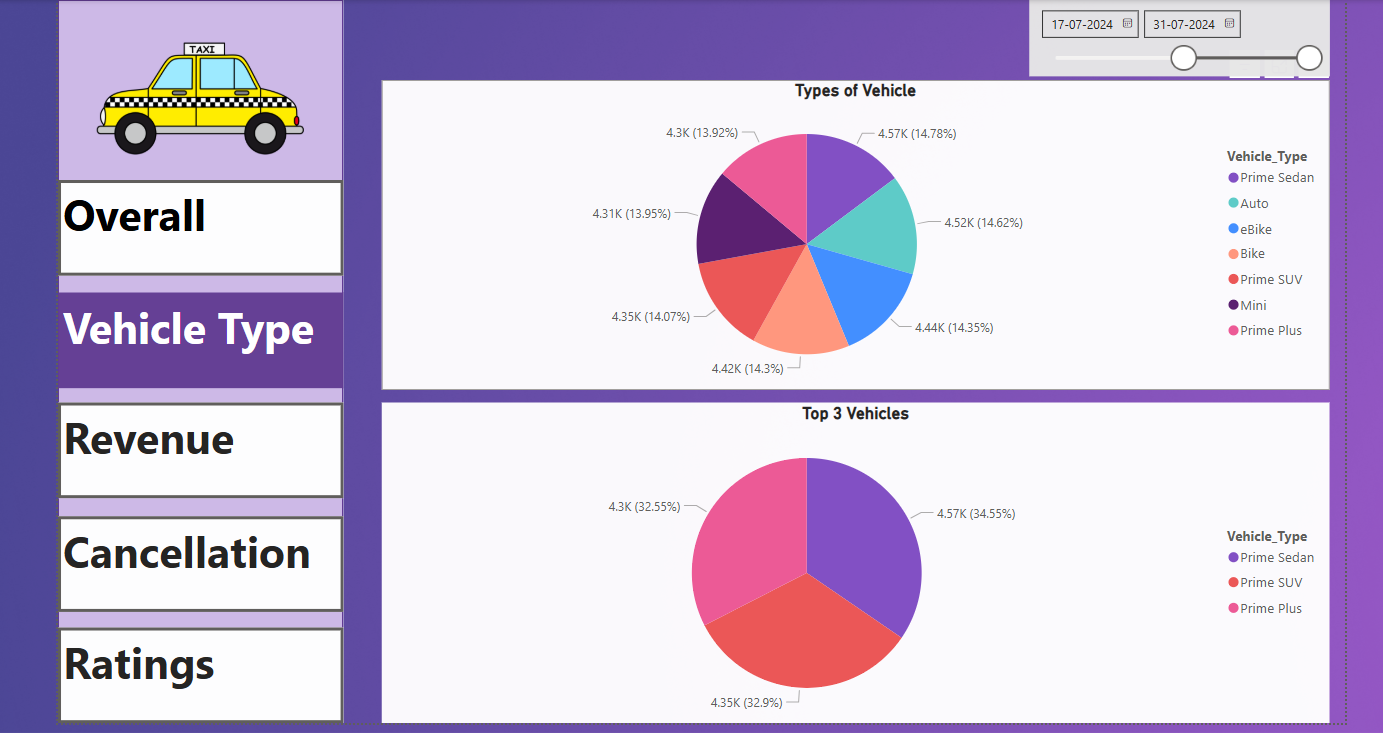 TAXI
Overall
Vehicle Type
Revenue
Cancellation
Ratings
17-07-2024 31-07-2024
Types of Vehicle
4.3K (13.92%)
4.57K (14.78%)
4.31K (13.95%)
4.52K (14.62%)
4.35K (14.07%)
4.44K (14.35%)
4.42K (14.3%)
Vehicle_Type
Prime Sedan
Auto
eBike
Bike
Prime SUV
Mini
Prime Plus
Top 3 Vehicles
4.3K (32.55%)
4.57K (34.55%)
4.35K (32.9%)
Vehicle_Type
Prime Sedan
Prime SUV
Prime Plus